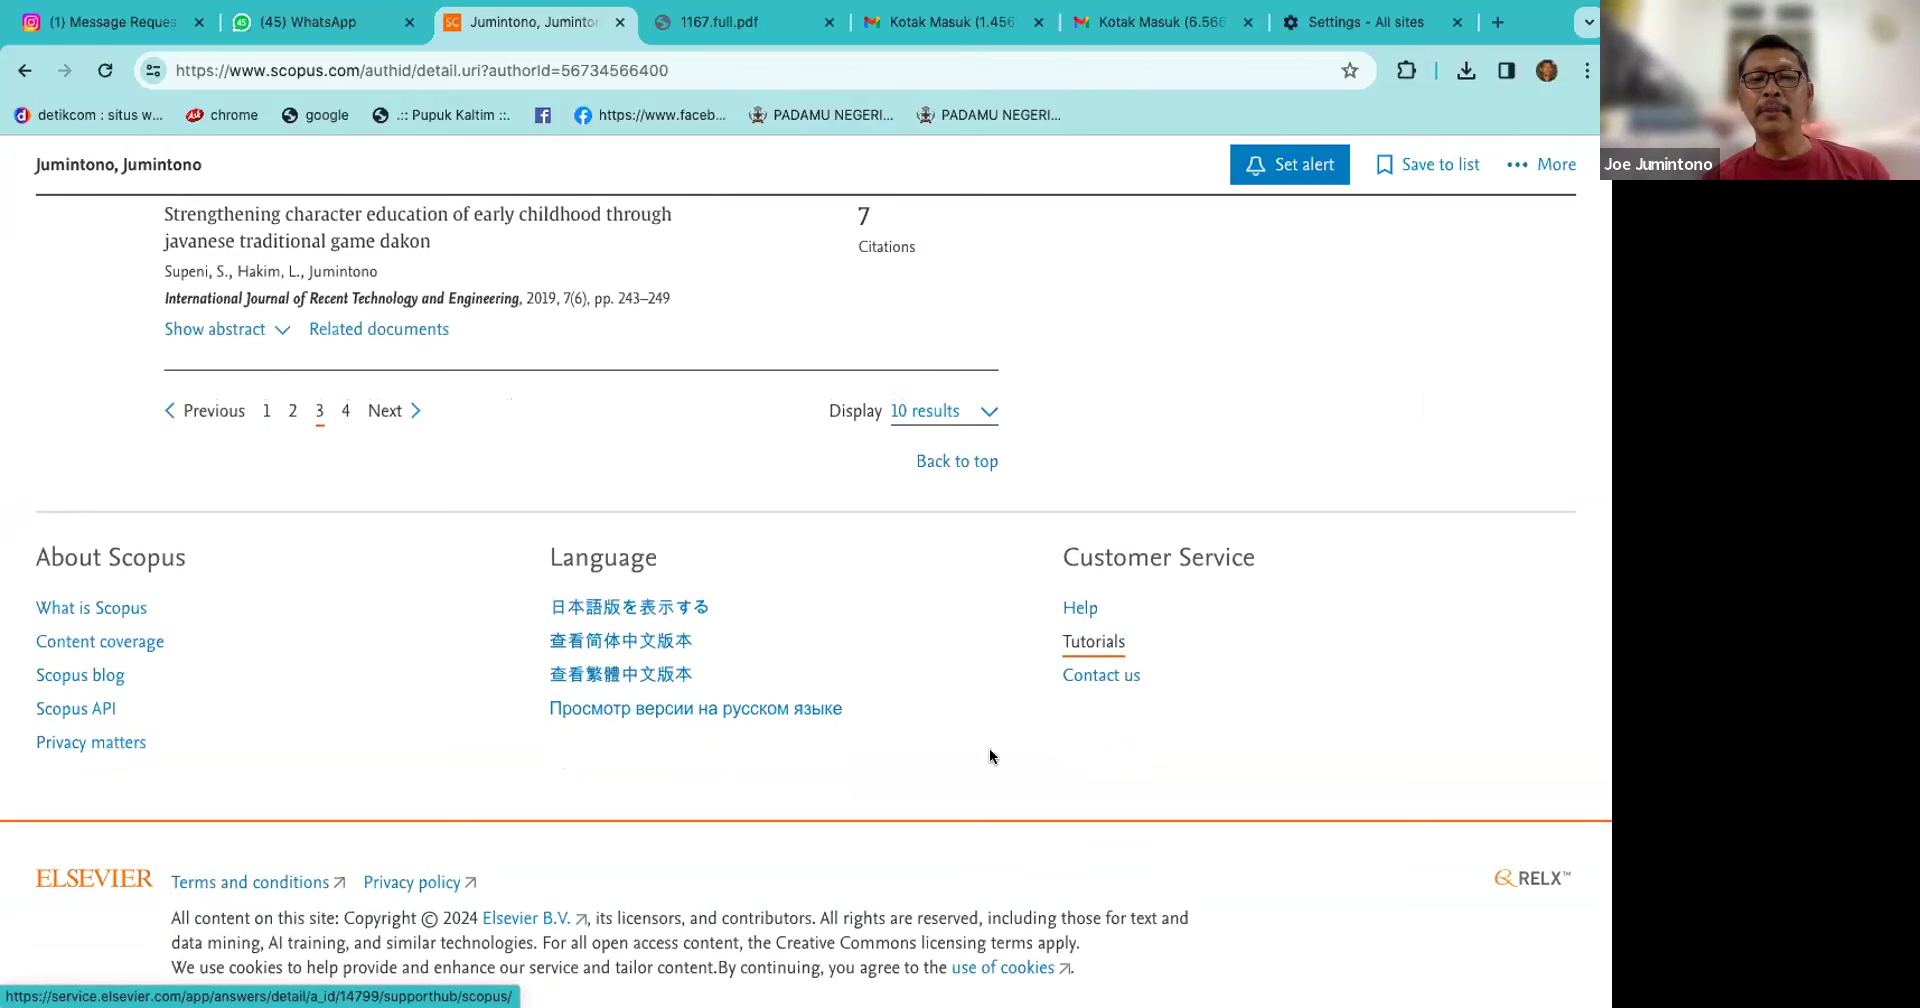 (1) Message Reques
(45) WhatsApp
Jumintono, Juminto
1167.full.pdf
Kotak Masuk (1.456
Kotak Masuk (6.566
Settings - All sites
https://www.scopus.com/authid/detail.uri?authorId=56734566400
detikcom : situs w...
chrome
google
.:: Pupuk Kaltim ::.
https://www.faceb...
PADAMU NEGERI...
PADAMU NEGERI...
Joe Jumintono
Jumintono, Jumintono
Set alert
Save to list
More
Strengthening character education of early childhood through
javanese traditional game dakon
7
Citations
Supeni, S., Hakim, L., Jumintono
International Journal of Recent Technology and Engineering, 2019, 7(6), pp. 243–249
Show abstract
Related documents
Previous 1 2 3 4 Next
Display 10 results
Back to top
About Scopus
What is Scopus
Content coverage
Scopus blog
Scopus API
Privacy matters
Language
日本語版を表示する
查看简体中文版本
查看繁體中文版本
Просмотр версии на русском языке
Customer Service
Help
Tutorials
Contact us
ELSEVIER
Terms and conditions Privacy policy
RELX™
All content on this site: Copyright © 2024 Elsevier B.V. , its licensors, and contributors. All rights are reserved, including those for text and
data mining, AI training, and similar technologies. For all open access content, the Creative Commons licensing terms apply.
We use cookies to help provide and enhance our service and tailor content.By continuing, you agree to the use of cookies .
https://service.elsevier.com/app/answers/detail/a_id/14799/supporthub/scopus/